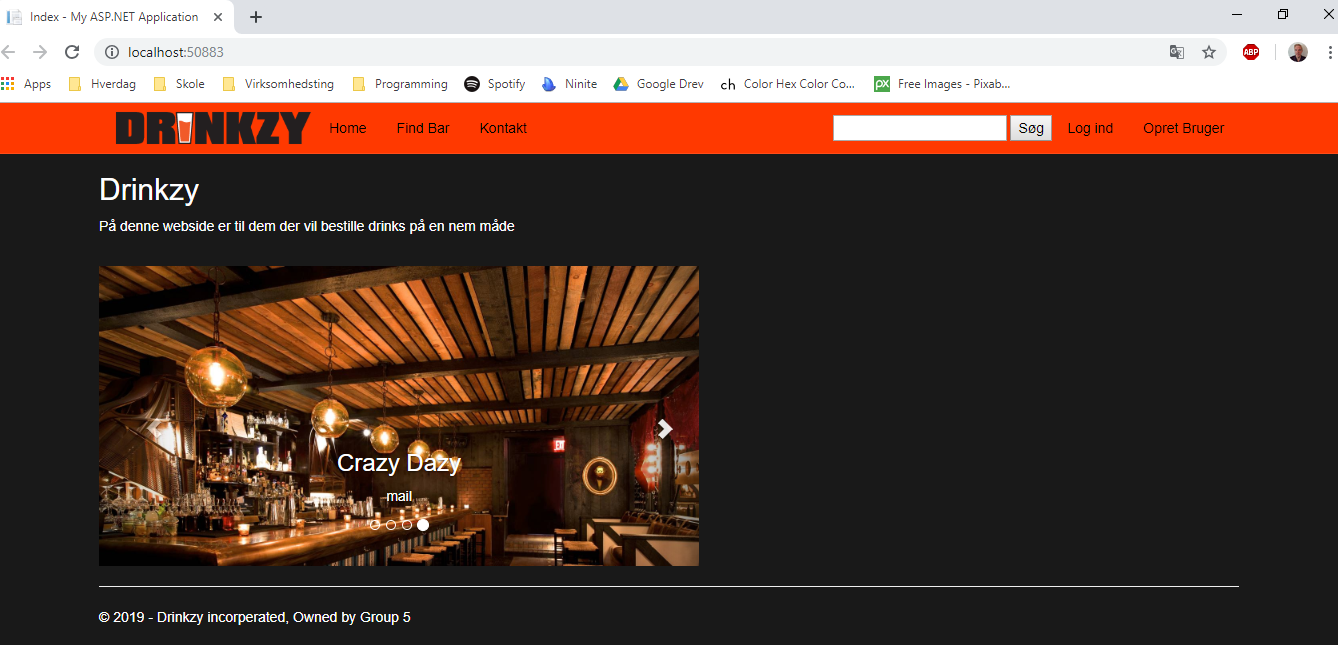 Index - My ASP.NET Application
localhost:50883
ABP
Apps Hverdag Skole Virksomhedsting Programming Spotify Ninite Google Drev ch Color Hex Color Co... px Free Images - Pixab...
DRINKZY Home Find Bar Kontakt Søg Log ind Opret Bruger
Drinkzy
På denne webside er til dem der vil bestille drinks på en nem måde
EXIT
Crazy Dazy
mail
© 2019 - Drinkzy incorperated, Owned by Group 5